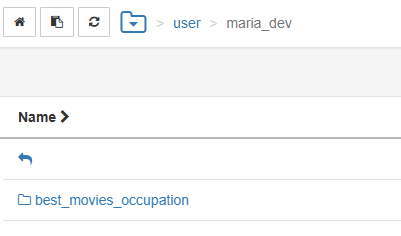 > user > maria_dev
Name
best_movies_occupation